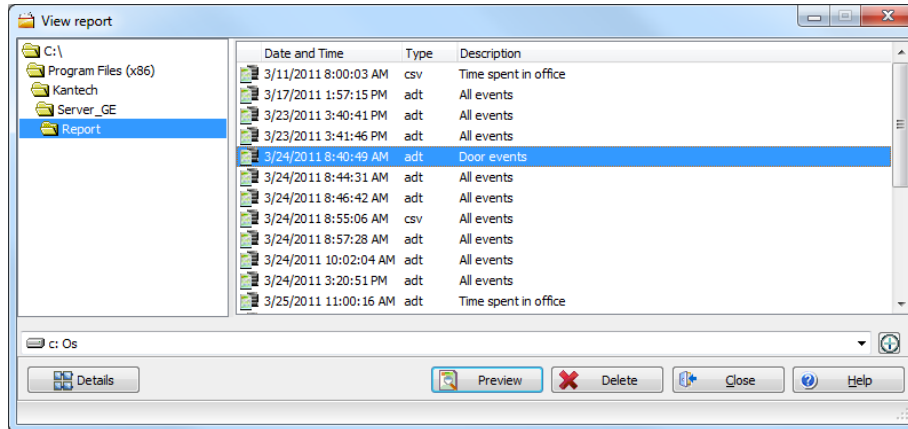 View report
C:\
Program Files (x86)
Kantech
Server_GE
Report
Date and Time Type Description
3/11/2011 8:00:03 AM csv Time spent in office
3/17/2011 1:57:15 PM adt All events
3/23/2011 3:40:41 PM adt All events
3/23/2011 3:41:46 PM adt All events
3/24/2011 8:40:49 AM adt Door events
3/24/2011 8:44:31 AM adt All events
3/24/2011 8:46:42 AM adt All events
3/24/2011 8:55:06 AM csv All events
3/24/2011 8:57:28 AM adt All events
3/24/2011 10:02:04 AM adt All events
3/24/2011 3:20:51 PM adt All events
3/25/2011 11:00:16 AM adt Time spent in office
c: Os
Details Preview Delete Close Help